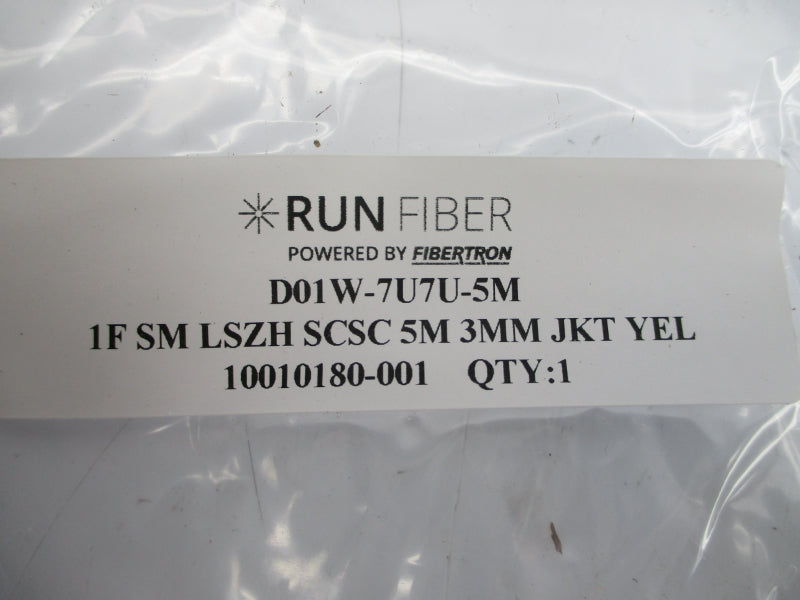 RUN FIBER
POWERED BY FIBERTRON
D01W-7U7U-5M
1F SM LSZH SCSC 5M 3MM JKT YEL
10010180-001 QTY:1